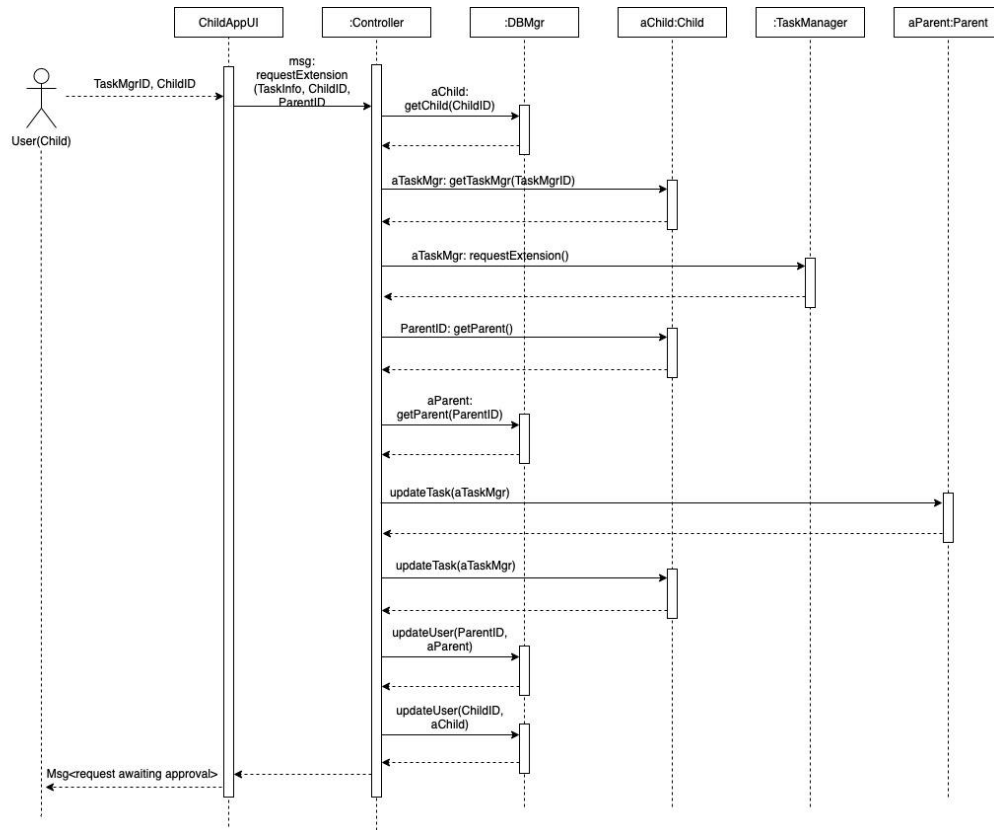 ChildAppUI
:Controller
:DBMgr
aChild:Child
:TaskManager
aParent:Parent
User(Child)
TaskMgrID, ChildID
msg:
requestExtension
(TaskInfo, ChildID,
ParentID
aChild:
getChild(ChildID)
aTaskMgr: getTaskMgr(TaskMgrID)
aTaskMgr: requestExtension()
ParentID: getParent()
aParent:
getParent(ParentID)
updateTask(aTaskMgr)
updateTask(aTaskMgr)
updateUser(ParentID,
aParent)
updateUser(ChildID,
aChild)
Msg<request awaiting approval>